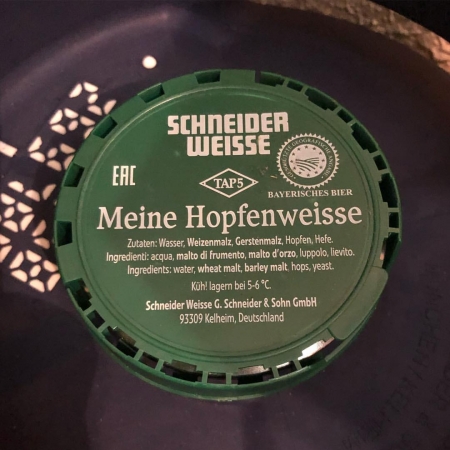 SCHNEIDER
WEISSE
EAC
TAP5
BAYERISCHES BIER
Meine Hopfenweisse
Zutaten: Wasser, Weizenmalz, Gerstenmalz, Hopfen, Hefe.
Ingredienti: acqua, malto di frumento, malto d'orzo, luppolo, lievito.
Ingredients: water, wheat malt, barley malt, hops, yeast.
Kühl lagern bei 5-6 °C.
Schneider Weisse G. Schneider & Sohn GmbH
93309 Kelheim, Deutschland